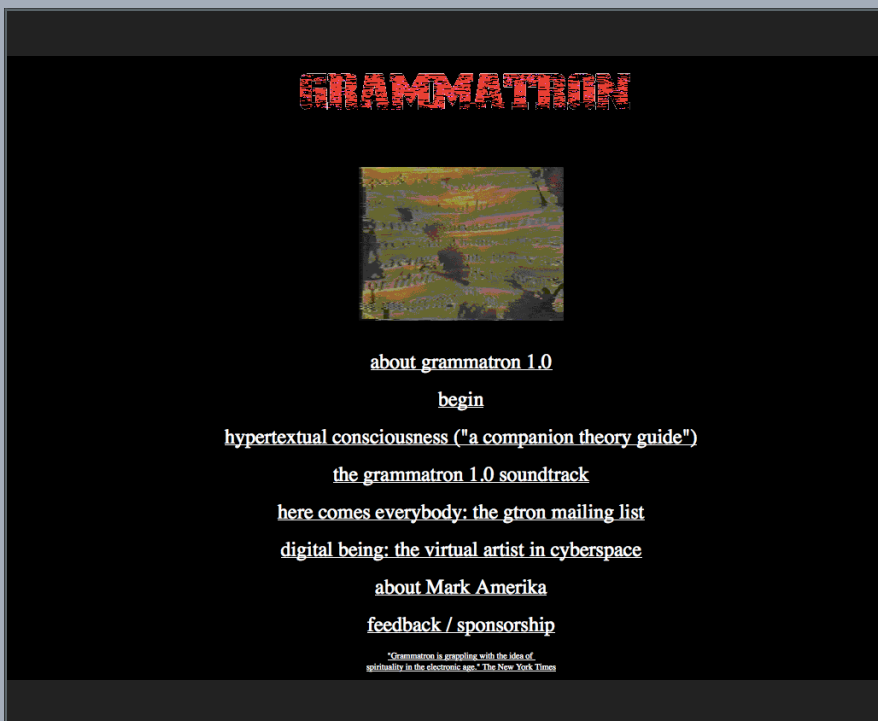 GRAMMATRON
about grammatron 1.0
begin
hypertextual consciousness ("a companion theory guide")
the grammatron 1.0 soundtrack
here comes everybody: the gtron mailing list
digital being: the virtual artist in cyberspace
about Mark Amerika
feedback / sponsorship
"Grammatron is grappling with the idea of
spirituality in the electronic age." The New York Times